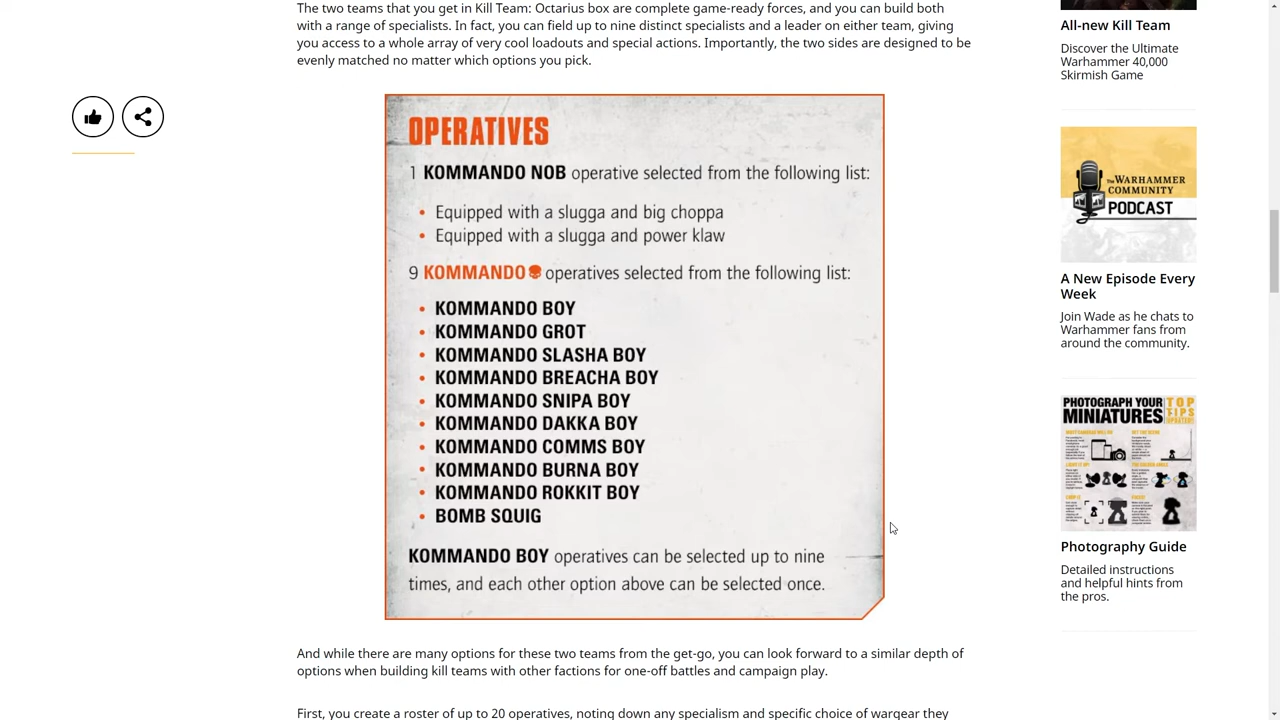 The two teams that you get in Kill Team: Octarius box are complete game-ready forces, and you can build both
with a range of specialists. In fact, you can field up to nine distinct specialists and a leader on either team, giving
you access to a whole array of very cool loadouts and special actions. Importantly, the two sides are designed to be
evenly matched no matter which options you pick.
OPERATIVES
1 KOMMANDO NOB operative selected from the following list:
• Equipped with a slugga and big choppa
• Equipped with a slugga and power klaw
9 KOMMANDO operatives selected from the following list:
• KOMMANDO BOY
• KOMMANDO GROT
• KOMMANDO SLASHA BOY
• KOMMANDO BREACHA BOY
• KOMMANDO SNIPA BOY
• KOMMANDO DAKKA BOY
• KOMMANDO COMMS BOY
• KOMMANDO BURNA BOY
• KOMMANDO ROKKIT BOY
• BOMB SQUIG
KOMMANDO BOY operatives can be selected up to nine
times, and each other option above can be selected once.
And while there are many options for these two teams from the get-go, you can look forward to a similar depth of
options when building kill teams with other factions for one-off battles and campaign play.
First, you create a roster of up to 20 operatives, noting down any specialism and specific choice of wargear they
All-new Kill Team
Discover the Ultimate
Warhammer 40,000
Skirmish Game
The WARHAMMER
COMMUNITY
PODCAST
A New Episode Every
Week
Join Wade as he chats to
Warhammer fans from
around the community.
PHOTOGRAPH YOUR
MINIATURES
TOP
TIPS
Photography Guide
Detailed instructions
and helpful hints from
the pros.